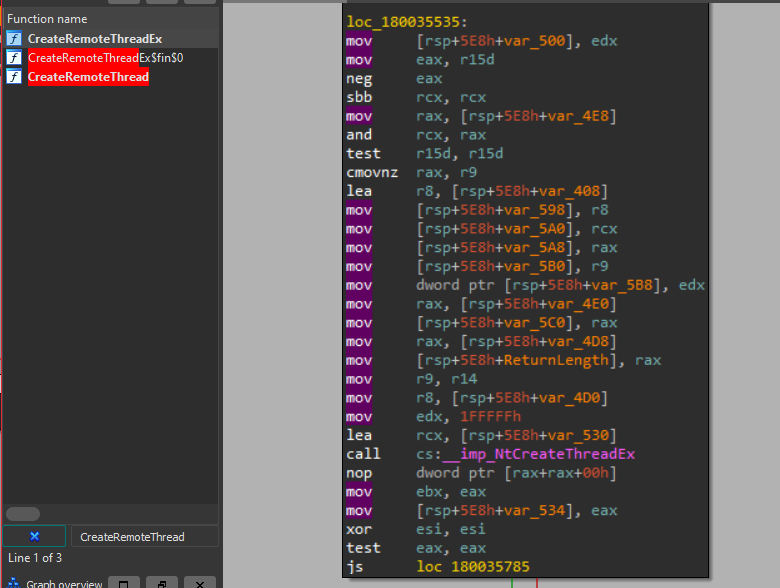 Function name
f CreateRemoteThreadEx
f CreateRemoteThreadEx$fin$0
f CreateRemoteThread
CreateRemoteThread
Line 1 of 3
Graph overview
loc_180035535:
mov [rsp+5E8h+var_500], edx
mov eax, r15d
neg eax
sbb rcx, rcx
mov rax, [rsp+5E8h+var_4E8]
and rcx, rax
test r15d, r15d
cmovnz rax, r9
lea r8, [rsp+5E8h+var_408]
mov [rsp+5E8h+var_598], r8
mov [rsp+5E8h+var_5A0], rcx
mov [rsp+5E8h+var_5A8], rax
mov [rsp+5E8h+var_5B0], r9
mov dword ptr [rsp+5E8h+var_5B8], edx
mov rax, [rsp+5E8h+var_4E0]
mov [rsp+5E8h+var_5C0], rax
mov rax, [rsp+5E8h+var_4D8]
mov [rsp+5E8h+ReturnLength], rax
mov r9, r14
mov r8, [rsp+5E8h+var_4D0]
mov edx, 1FFFFFh
lea rcx, [rsp+5E8h+var_530]
call cs:__imp_NtCreateThreadEx
nop dword ptr [rax+rax+00h]
mov ebx, eax
mov [rsp+5E8h+var_534], eax
xor esi, esi
test eax, eax
js loc_180035785